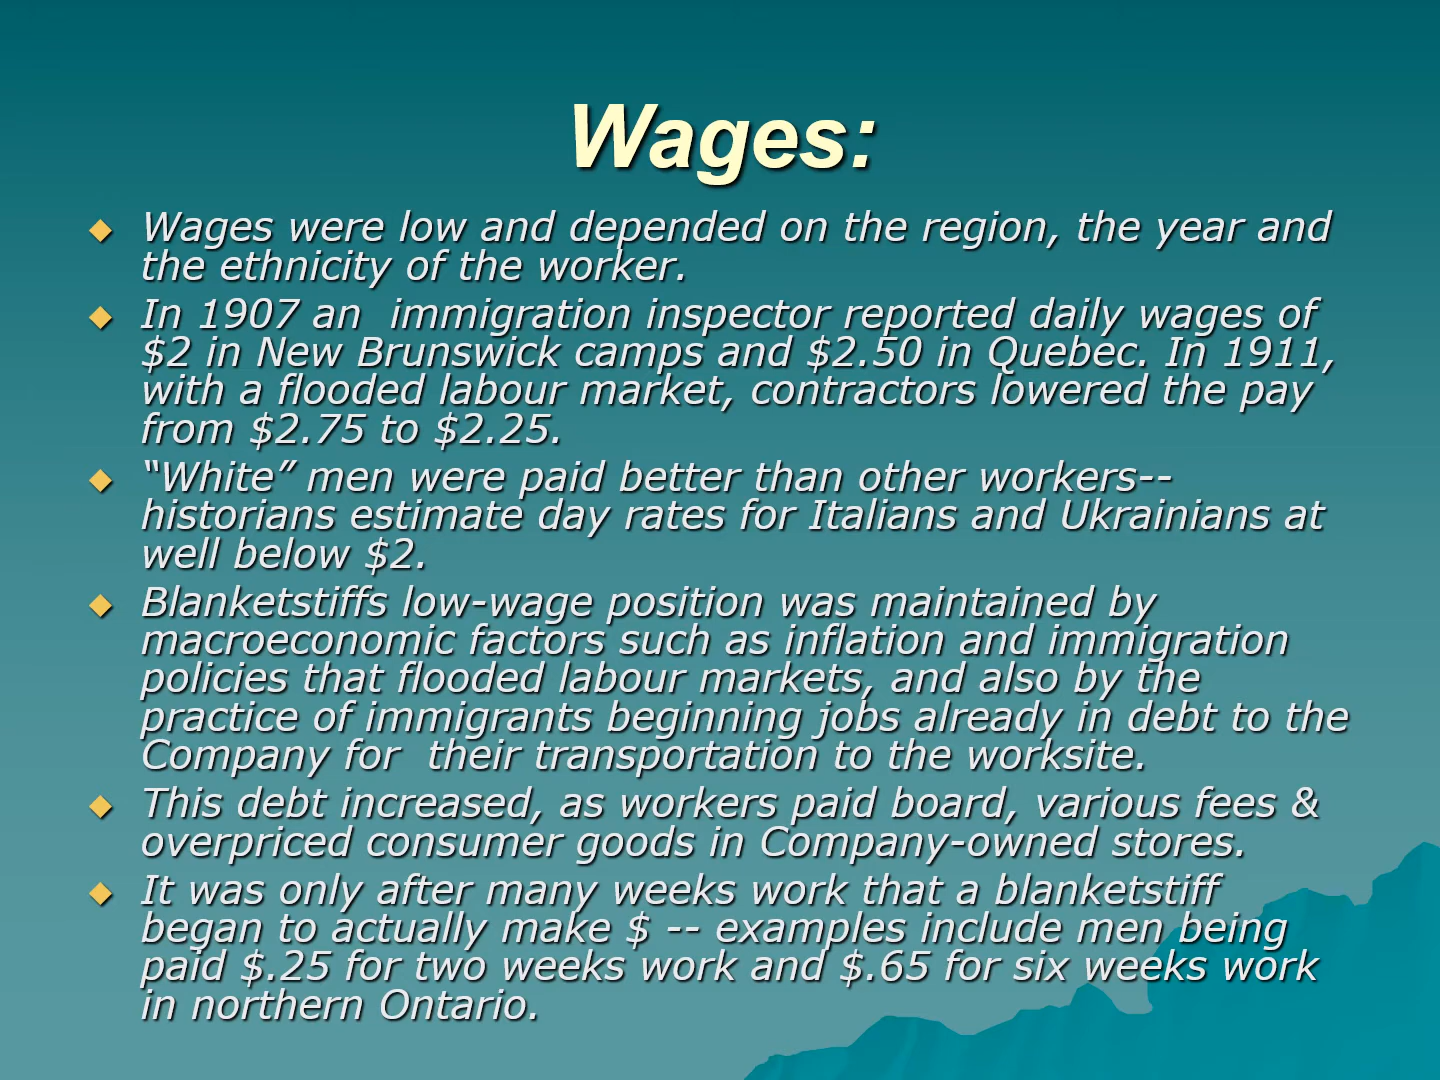 Wages:
Wages were low and depended on the region, the year and
the ethnicity of the worker.
In 1907 an  immigration inspector reported daily wages of
$2 in New Brunswick camps and $2.50 in Quebec. In 1911,
with a flooded labour market, contractors lowered the pay
from $2.75 to $2.25.
“White” men were paid better than other workers--
historians estimate day rates for Italians and Ukrainians at
well below $2.
Blanketstiffs low-wage position was maintained by
macroeconomic factors such as inflation and immigration
policies that flooded labour markets, and also by the
practice of immigrants beginning jobs already in debt to the
Company for  their transportation to the worksite.
This debt increased, as workers paid board, various fees &
overpriced consumer goods in Company-owned stores.
It was only after many weeks work that a blanketstiff
began to actually make $ -- examples include men being
paid $.25 for two weeks work and $.65 for six weeks work
in northern Ontario.